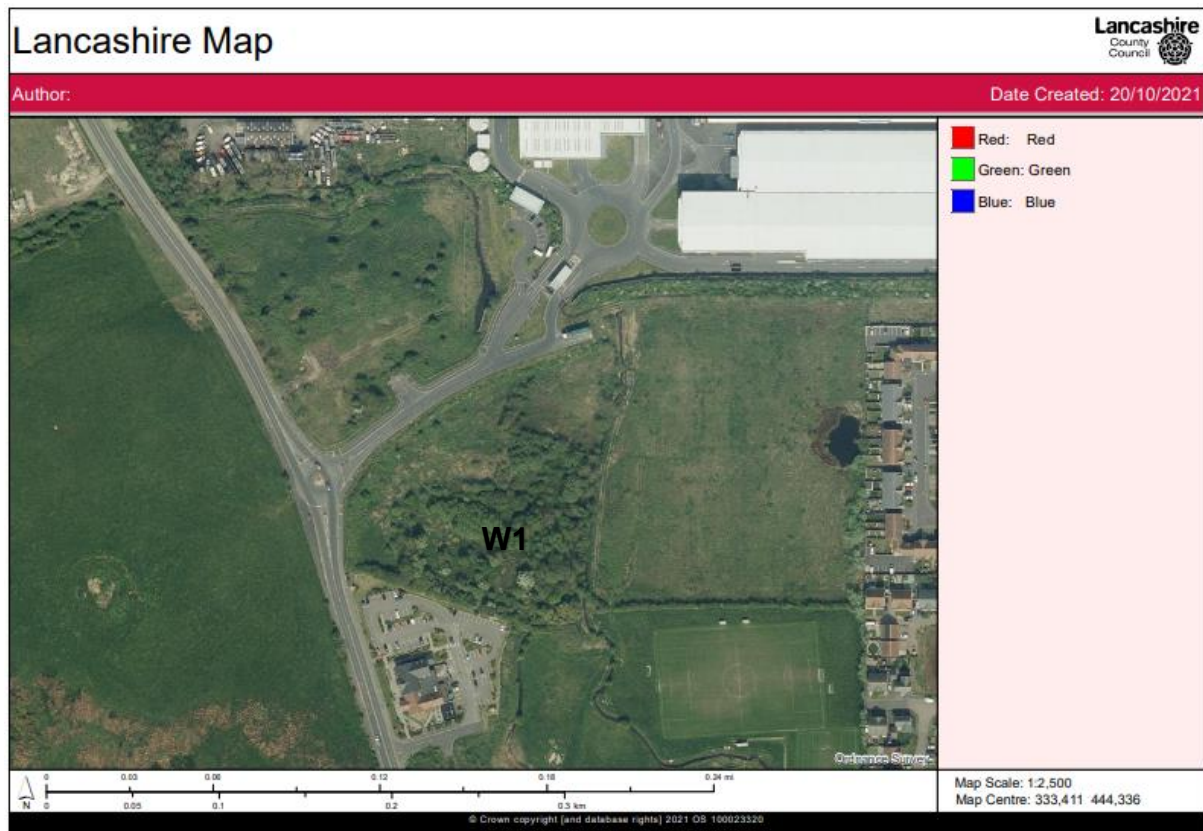 Lancashire Map
Lancashire
County
Council
Author:
Date Created: 20/10/2021
Red: Red
Green: Green
Blue: Blue
W1
Ordnance Survey
0 0.03 0.06 0.12 0.18 0.24 mi
N
0 0.05 0.1 0.2 0.3 km
Map Scale: 1:2,500
Map Centre: 333,411 444,336
© Crown copyright [and database rights] 2021 OS 100023320